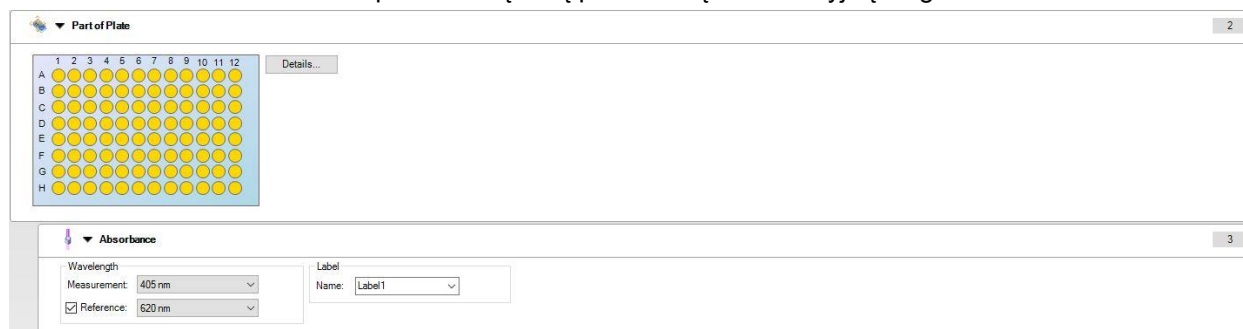 Part of Plate
2
1 2 3 4 5 6 7 8 9 10 11 12
Details...
A
B
C
D
E
F
G
H
Absorbance
3
Wavelength
Label
Measurement: 405 nm
Name: Label1
Reference: 620 nm